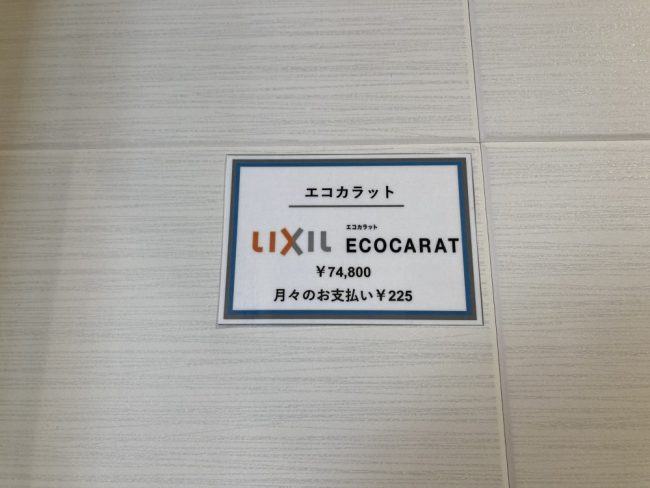 エコカラット
LIXIL エコカラット ECOCARAT
￥74,800
月々のお支払い￥225